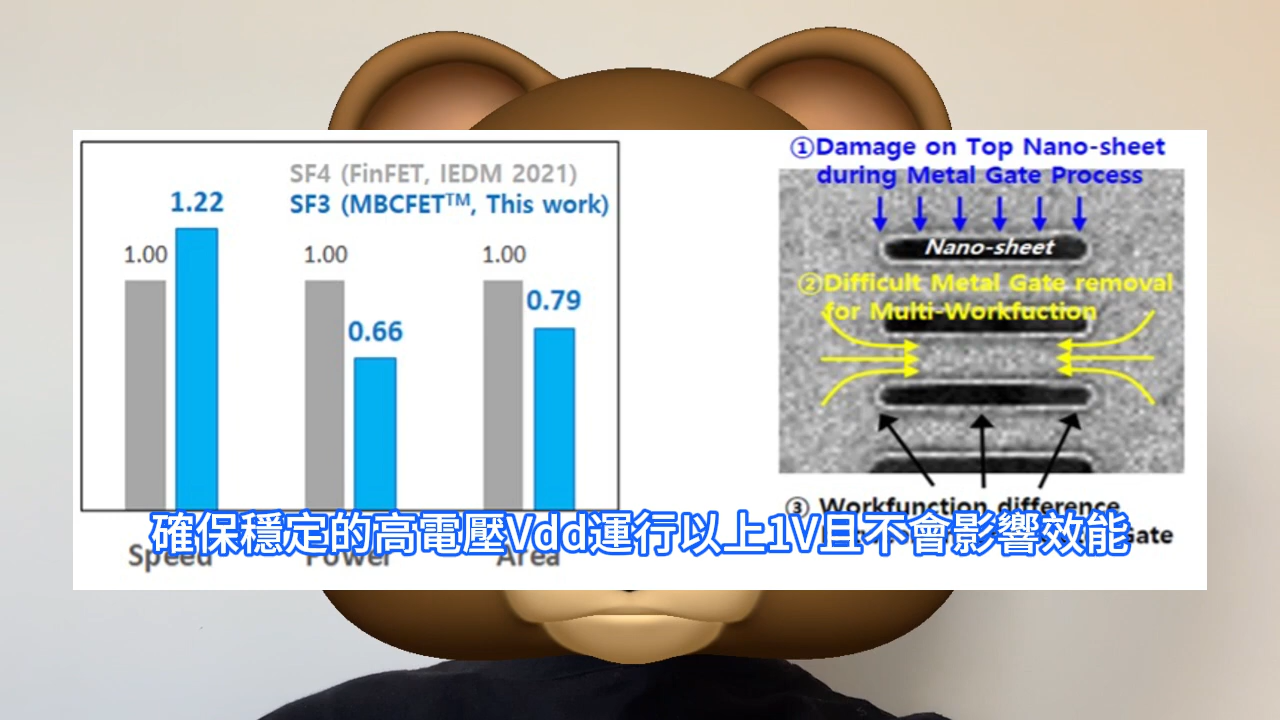 SF4 (FinFET, IEDM 2021)
SF3 (MBCFET™, This work)
1.00
1.22
1.00
0.66
1.00
0.79
Speed
Power
Area
①Damage on Top Nano-sheet
during Metal Gate Process
Nano-sheet
②Difficult Metal Gate removal
for Multi-Workfuction
③ Workfunction difference
Gate
確保穩定的高電壓Vdd運行以上1V且不會影響效能